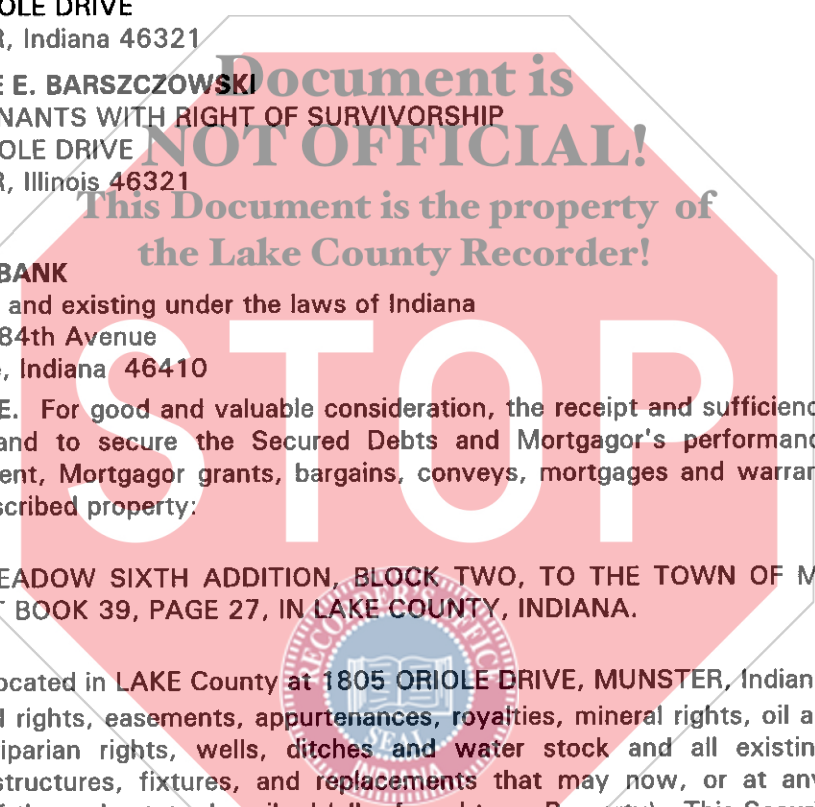 OLE DRIVE
R, Indiana 46321
Document is
E E. BARSZCZOWSKI
NANTS WITH RIGHT OF SURVIVORSHIP
OLE DRIVE
NOT OFFICIAL!
R, Illinois 46321
This Document is the property of
the Lake County Recorder!
BANK
and existing under the laws of Indiana
84th Avenue
, Indiana 46410
STOP
E. For good and valuable consideration, the receipt and sufficienc
and to secure the Secured Debts and Mortgagor's performanc
ent, Mortgagor grants, bargains, conveys, mortgages and warran
scribed property:
EADOW SIXTH ADDITION, BLOCK TWO, TO THE TOWN OF M
T BOOK 39, PAGE 27, IN LAKE COUNTY, INDIANA.
RECORDER'S OFFIC
ocated in LAKE County at 1805 ORIOLE DRIVE, MUNSTER, Indian
d rights, easements, appurtenances, royalties, mineral rights, oil a
iparian rights, wells, ditches and water stock and all existin
SEAL
structures, fixtures, and replacements that may now, or at any